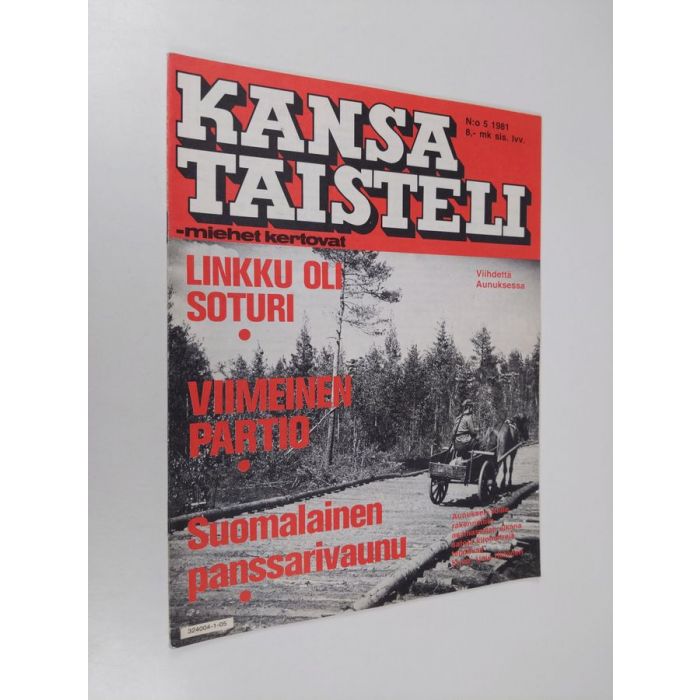 KANSA
TAISTELI
-miehet kertovat
N:o 5 1981
8,- mk sis. lvv.
LINKKU OLI
SOTURI
•
VIIMEINEN
PARTIO
•
Suomalainen
panssarivaunu
•
Viihdettä
Aunuksessa
Aunuksen
324004-1-05